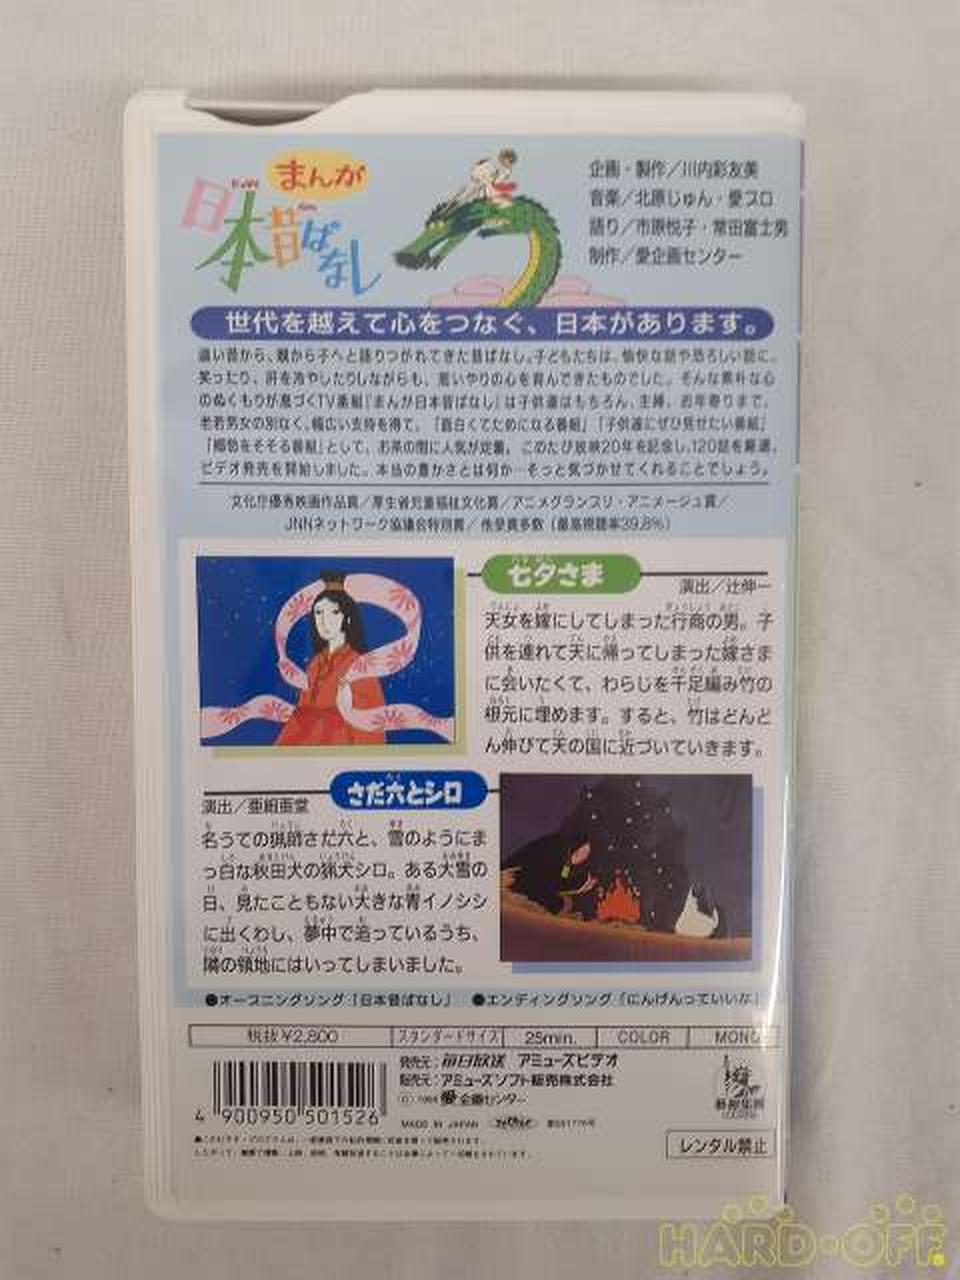 まんが
日本昔ばなし
企画・製作／川内彩友美
音楽／北原じゅん・愛プロ
語り／市原悦子・常田富士男
制作／愛企画センター
世代を越えて心をつなぐ、日本があります。
遠い昔から、親から子へと語りつがれてきた昔ばなし。子どもたちは、愉快な話や恐ろしい話に、
笑ったり、肝を冷やしたりしながらも、思いやりの心を育んできたものでした。そんな素朴な心
のぬくもりが息づくTV番組『まんが日本昔ばなし』は子供達はもちろん、主婦、お年寄りまで、
老若男女の別なく、幅広い支持を得て、「面白くてためになる番組」「子供達にぜひ見せたい番組」
「郷愁をそそる番組」として、お茶の間に人気が定着。このたび放映20年を記念し、120話を厳選、
ビデオ発売を開始しました。本当の豊かさとは何か…そっと気づかせてくれることでしょう。
文化庁優秀映画作品賞／厚生省児童福祉文化賞／アニメグランプリ・アニメージュ賞／
JNNネットワーク協議会特別賞／他受賞多数（最高視聴率39.8%）
七夕さま
演出／辻伸一
天女を嫁にしてしまった行商の男。子
供を連れて天に帰ってしまった嫁さま
に会いたくて、わらじを千足編み竹の
根元に埋めます。すると、竹はどんど
ん伸びて天の国に近づいていきます。
さだ六とシロ
演出／亜細亜堂
名うての猟師さだ六と、雪のようにま
っ白な秋田犬の猟犬シロ。ある大雪の
日、見たこともない大きな青イノシシ
に出くわし、夢中で追っているうち、
隣の領地にはいってしまいました。
●オープニングソング「日本昔ばなし」 ●エンディングソング「にんげんっていいな」
税抜¥2,800 スタンダードサイズ 25min. COLOR MONO
発売元：毎日放送 アミューズビデオ
販売元：アミューズソフト販売株式会社
© 1994 愛企画センター
4 900950 501526
MADE IN JAPAN
レンタル禁止
HARD・OFF